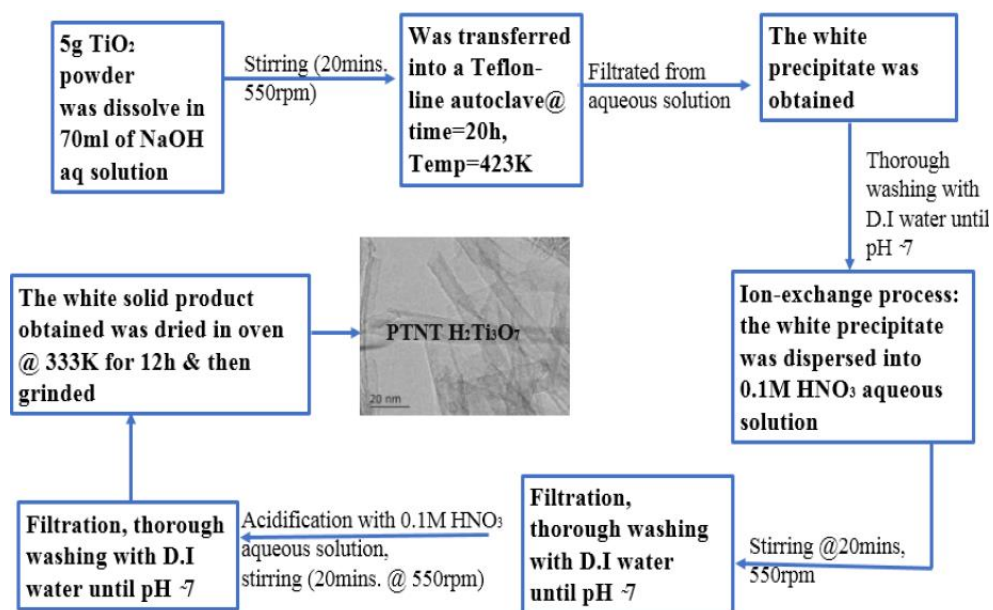 5g TiO₂
powder
was dissolve in
70ml of NaOH
aq solution
Stirring (20mins.
550rpm)
Was transferred
into a Teflon-
line autoclave@
time=20h,
Temp=423K
Filtrated from
aqueous solution
The white
precipitate was
obtained
Thorough
washing with
D.I water until
pH ~7
Ion-exchange process:
the white precipitate
was dispersed into
0.1M HNO₃ aqueous
solution
Stirring @20mins,
550rpm
Filtration,
thorough washing
with D.I water
until pH ~7
Acidification with 0.1M HNO₃
aqueous solution,
stirring (20mins. @ 550rpm)
Filtration, thorough
washing with D.I
water until pH ~7
The white solid product
obtained was dried in oven
@ 333K for 12h & then
grinded
PTNT H₂Ti₃O₇
20 nm